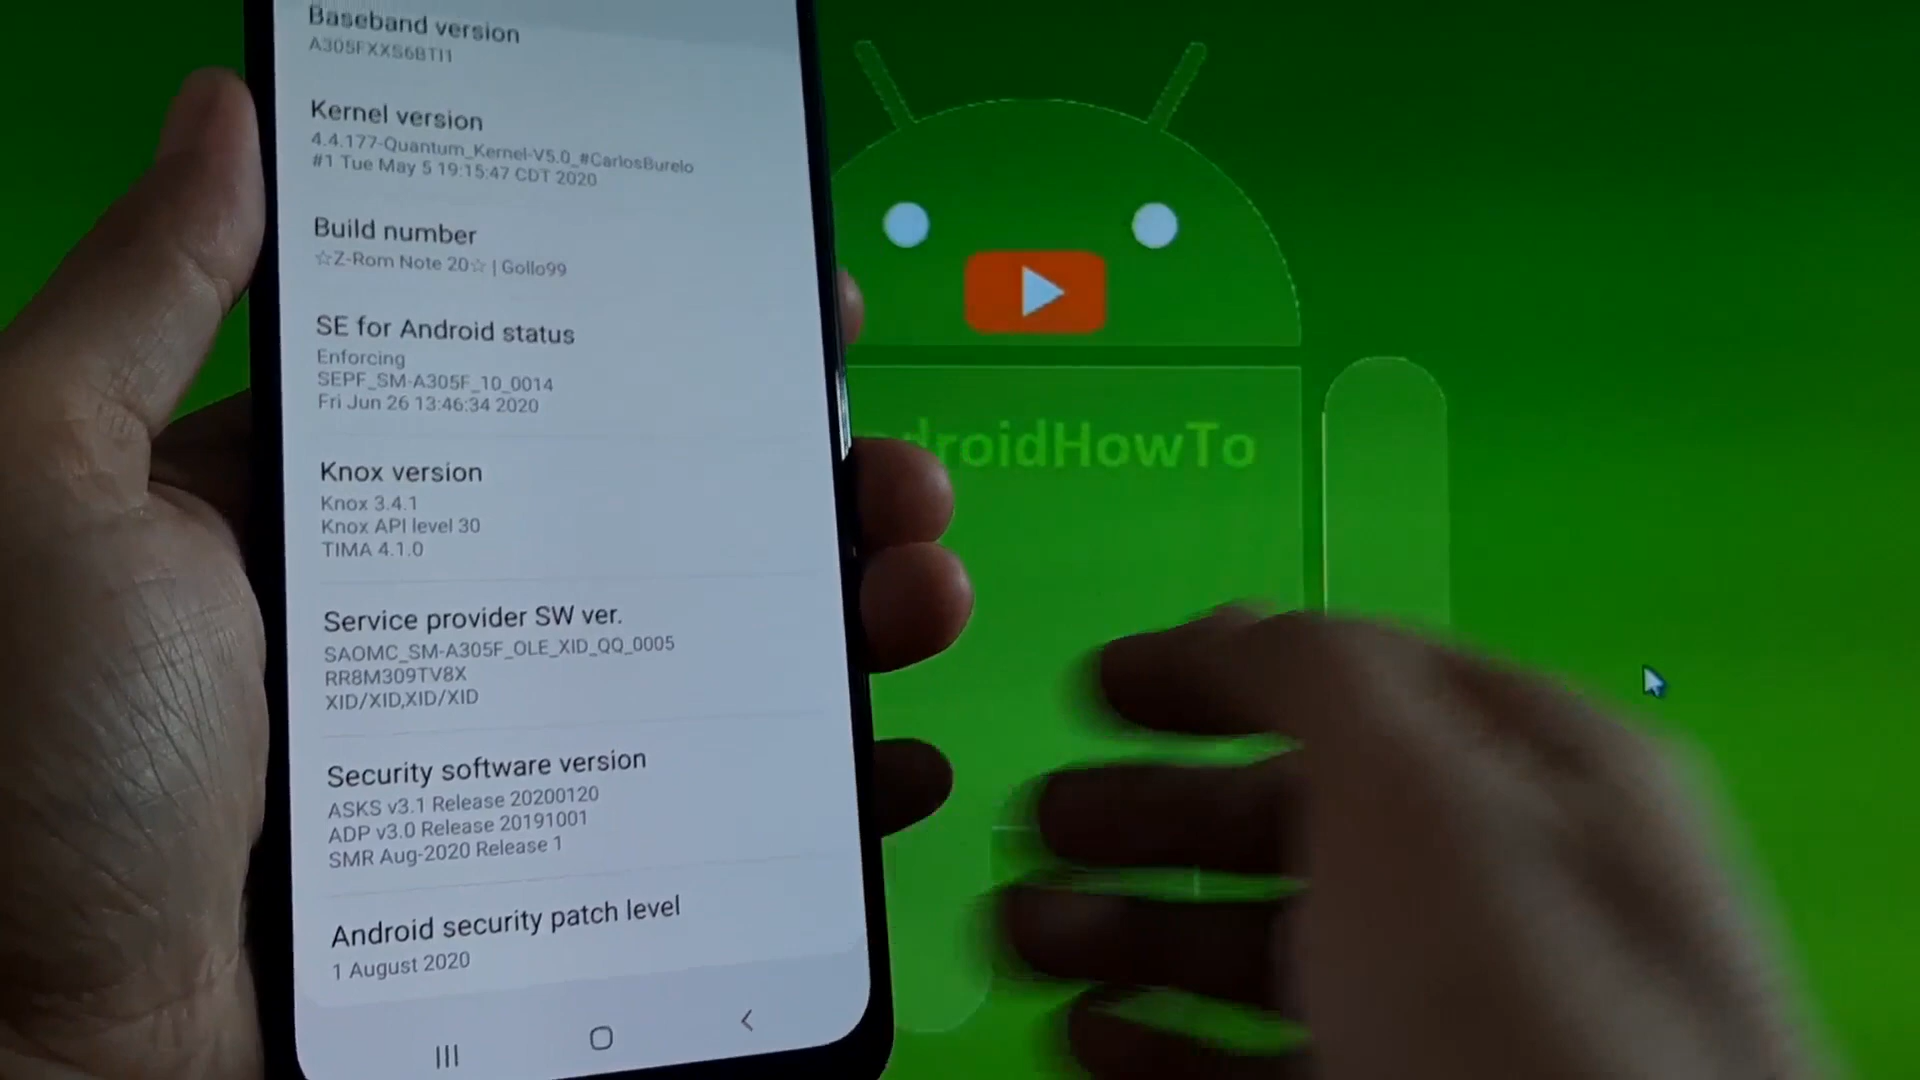 Baseband version
A305FXXS6BTI1
Kernel version
4.4.177-Quantum_Kernel-V5.0_#CarlosBurelo
#1 Tue May 5 19:15:47 CDT 2020
Build number
☆Z-Rom Note 20☆ | Gollo99
SE for Android status
Enforcing
SEPF_SM-A305F_10_0014
Fri Jun 26 13:46:34 2020
Knox version
Knox 3.4.1
Knox API level 30
TIMA 4.1.0
Service provider SW ver.
SAOMC_SM-A305F_OLE_XID_QQ_0005
RR8M309TV8X
XID/XID,XID/XID
Security software version
ASKS v3.1 Release 20200120
ADP v3.0 Release 20191001
SMR Aug-2020 Release 1
Android security patch level
1 August 2020
droidHowTo